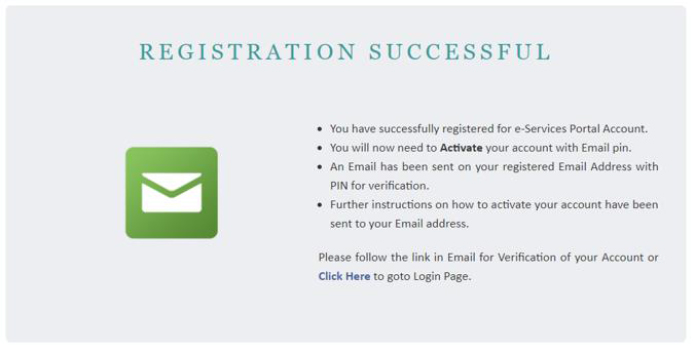 REGISTRATION SUCCESSFUL
• You have successfully registered for e-Services Portal Account.
• You will now need to Activate your account with Email pin.
• An Email has been sent on your registered Email Address with
PIN for verification.
• Further instructions on how to activate your account have been
sent to your Email address.
Please follow the link in Email for Verification of your Account or
Click Here to goto Login Page.